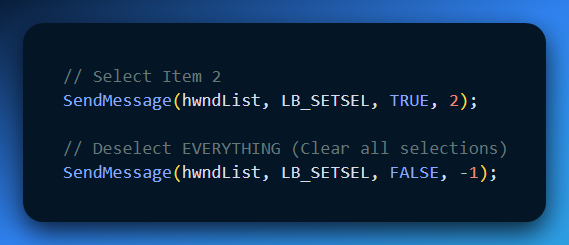 // Select Item 2
SendMessage(hwndList, LB_SETSEL, TRUE, 2);
// Deselect EVERYTHING (Clear all selections)
SendMessage(hwndList, LB_SETSEL, FALSE, -1);